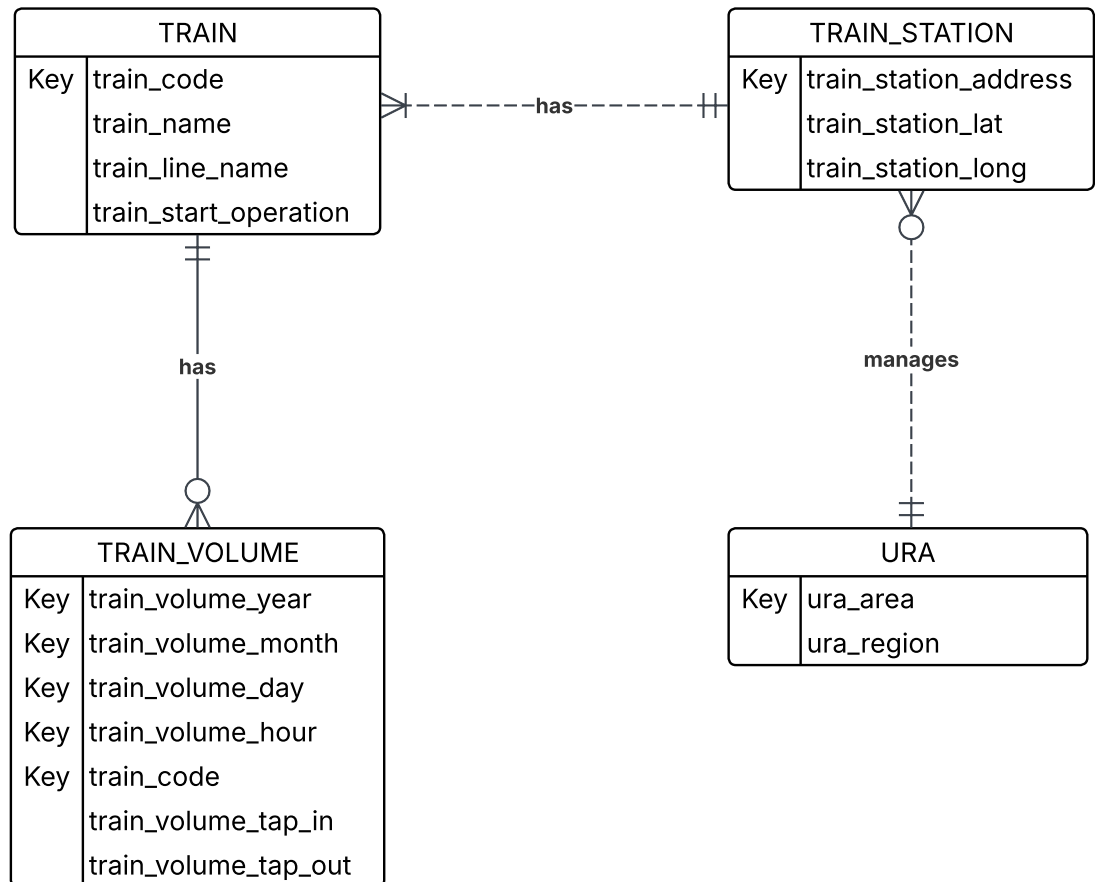 TRAIN
Key train_code
train_name
train_line_name
train_start_operation
has
TRAIN_STATION
Key train_station_address
train_station_lat
train_station_long
has
manages
TRAIN_VOLUME
Key train_volume_year
Key train_volume_month
Key train_volume_day
Key train_volume_hour
Key train_code
train_volume_tap_in
train_volume_tap_out
URA
Key ura_area
ura_region